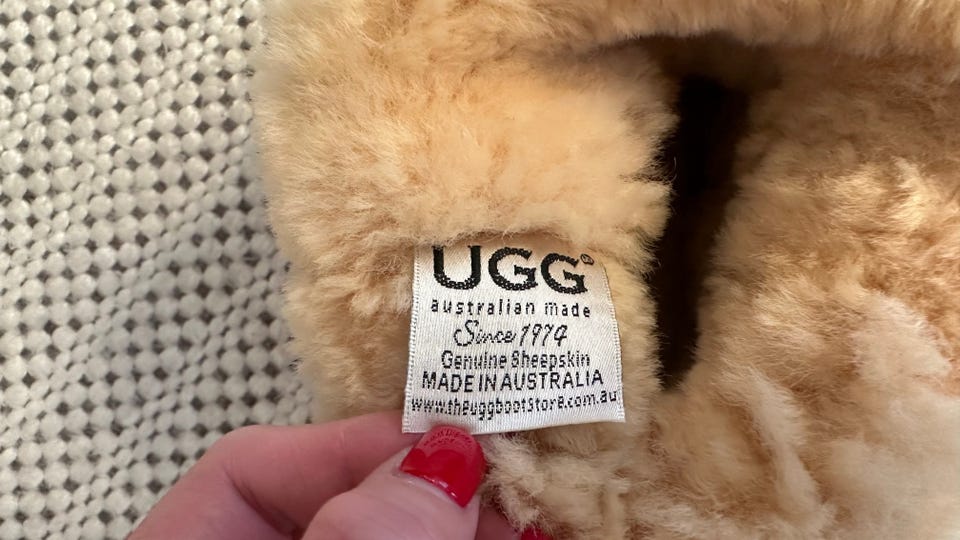 UGG®
australian made
Since 1974
Genuine Sheepskin
MADE IN AUSTRALIA
www.theuggbootstore.com.au